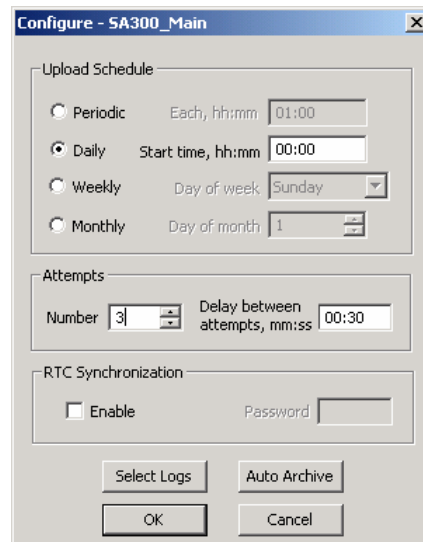 Configure - SA300_Main
Upload Schedule
Periodic Each, hh:mm 01:00
Daily Start time, hh:mm 00:00
Weekly Day of week Sunday
Monthly Day of month 1
Attempts
Number 3 Delay between attempts, mm:ss 00:30
RTC Synchronization
Enable Password
Select Logs Auto Archive
OK Cancel